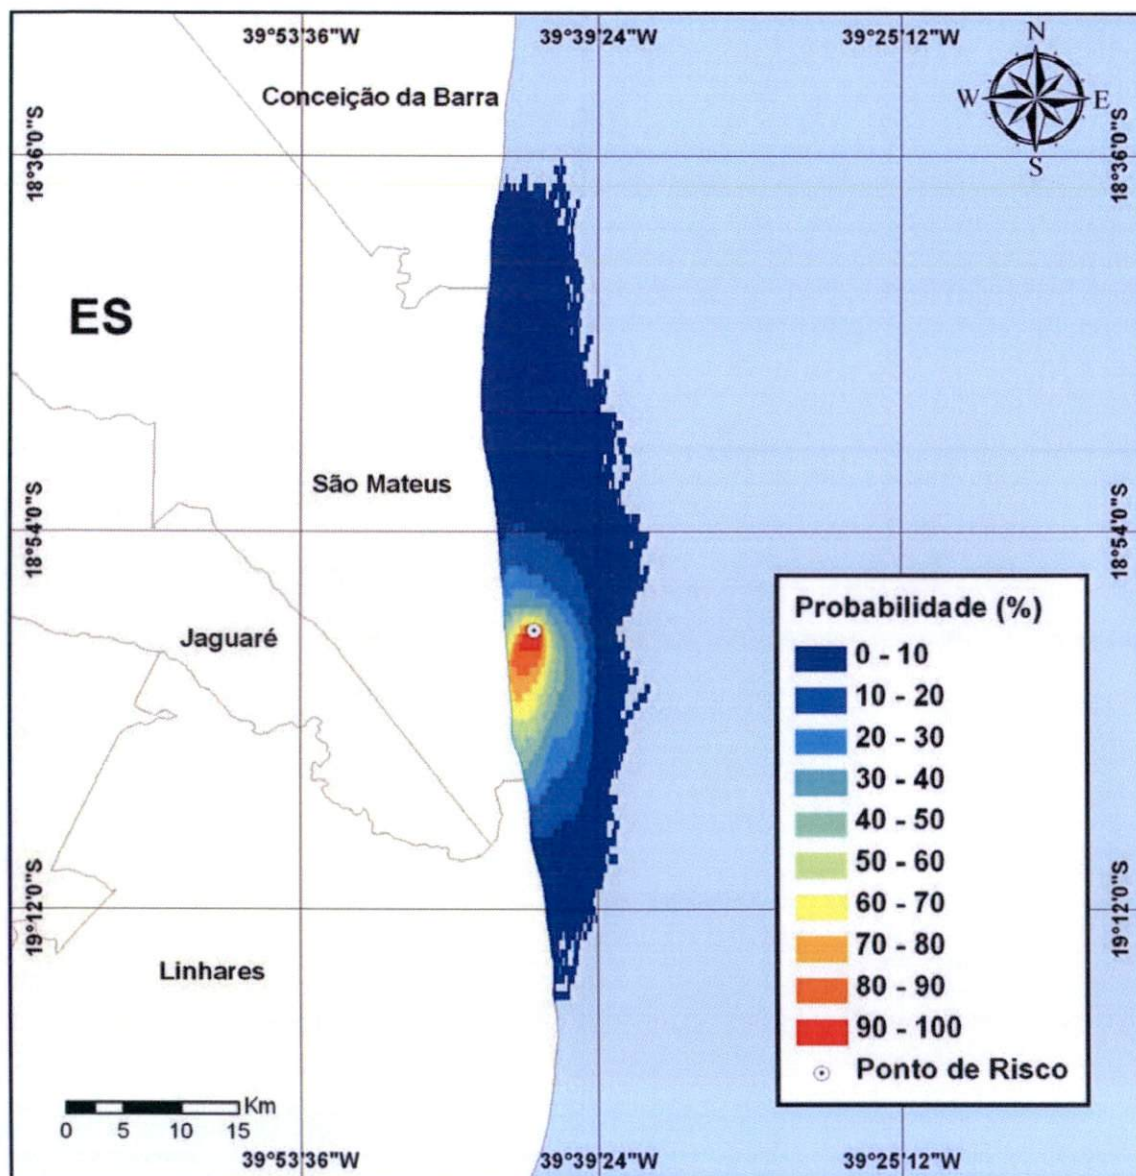 39°53'36"W
39°39'24"W
39°25'12"W
N
W
E
S
Conceição da Barra
18°36'0"S
18°36'0"S
ES
São Mateus
18°54'0"S
18°54'0"S
Jaguaré
Probabilidade (%)
0 - 10
10 - 20
20 - 30
30 - 40
40 - 50
50 - 60
60 - 70
70 - 80
80 - 90
90 - 100
Ponto de Risco
19°12'0"S
19°12'0"S
Linhares
Km
0 5 10 15
39°53'36"W
39°39'24"W
39°25'12"W